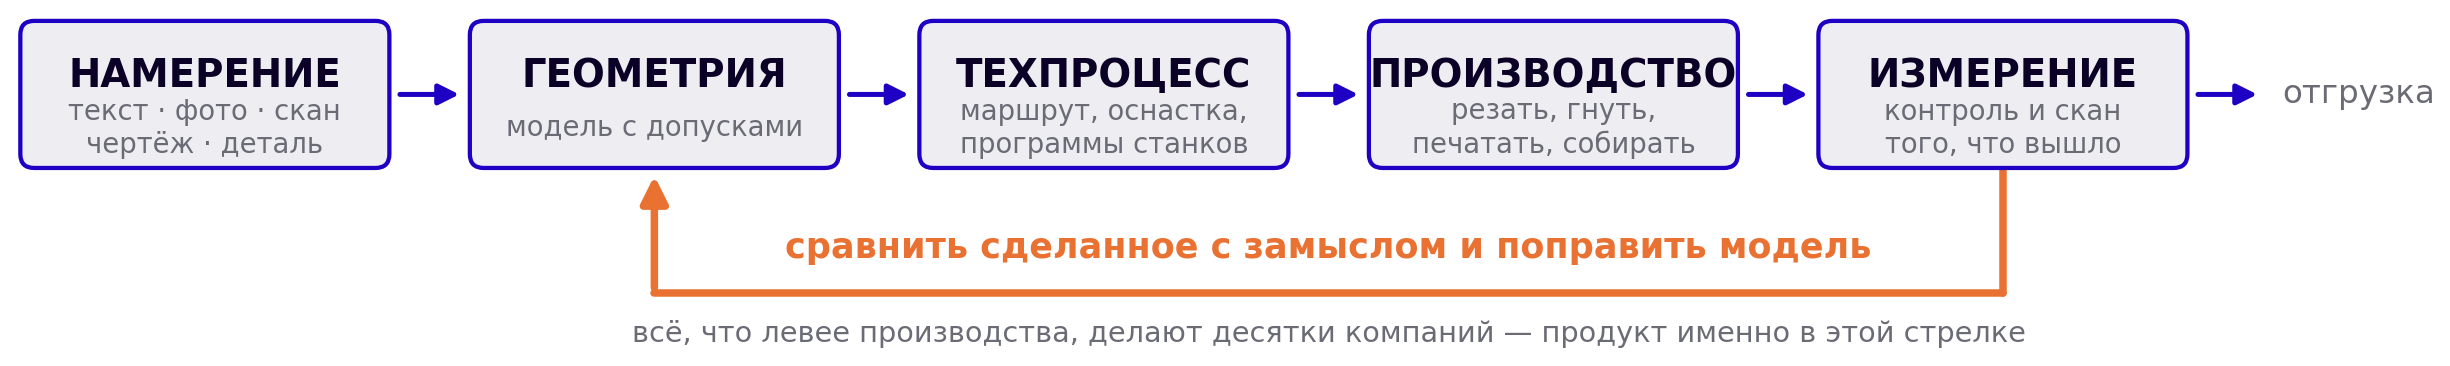 НАМЕРЕНИЕ
текст · фото · скан
чертёж · деталь
ГЕОМЕТРИЯ
модель с допусками
ТЕХПРОЦЕСС
маршрут, оснастка,
программы станков
ПРОИЗВОДСТВО
резать, гнуть,
печатать, собирать
ИЗМЕРЕНИЕ
контроль и скан
того, что вышло
отгрузка
сравнить сделанное с замыслом и поправить модель
всё, что левее производства, делают десятки компаний — продукт именно в этой стрелке